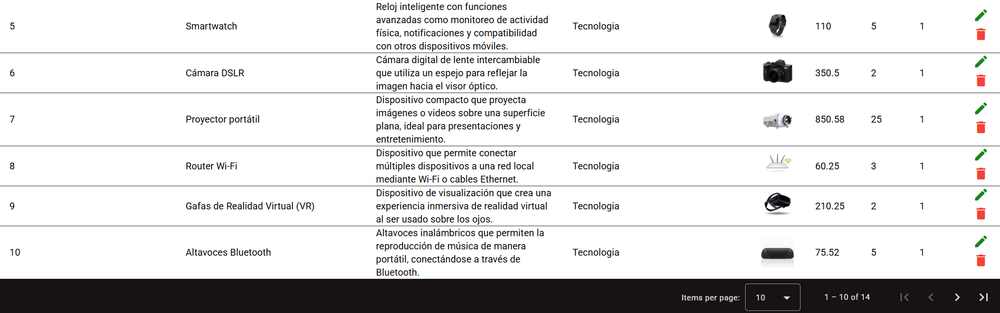 5 Smartwatch Reloj inteligente con funciones
avanzadas como monitoreo de actividad
física, notificaciones y compatibilidad
con otros dispositivos móviles. Tecnologia 110 5 1
6 Cámara DSLR Cámara digital de lente intercambiable
que utiliza un espejo para reflejar la
imagen hacia el visor óptico. Tecnologia 350.5 2 1
7 Proyector portátil Dispositivo compacto que proyecta
imágenes o videos sobre una superficie
plana, ideal para presentaciones y
entretenimiento. Tecnologia 850.58 25 1
8 Router Wi-Fi Dispositivo que permite conectar
múltiples dispositivos a una red local
mediante Wi-Fi o cables Ethernet. Tecnologia 60.25 3 1
9 Gafas de Realidad Virtual (VR) Dispositivo de visualización que crea una
experiencia inmersiva de realidad virtual
al ser usado sobre los ojos. Tecnologia 210.25 2 1
10 Altavoces Bluetooth Altavoces inalámbricos que permiten la
reproducción de música de manera
portátil, conectándose a través de
Bluetooth. Tecnologia 75.52 5 1
Items per page: 10 1 – 10 of 14